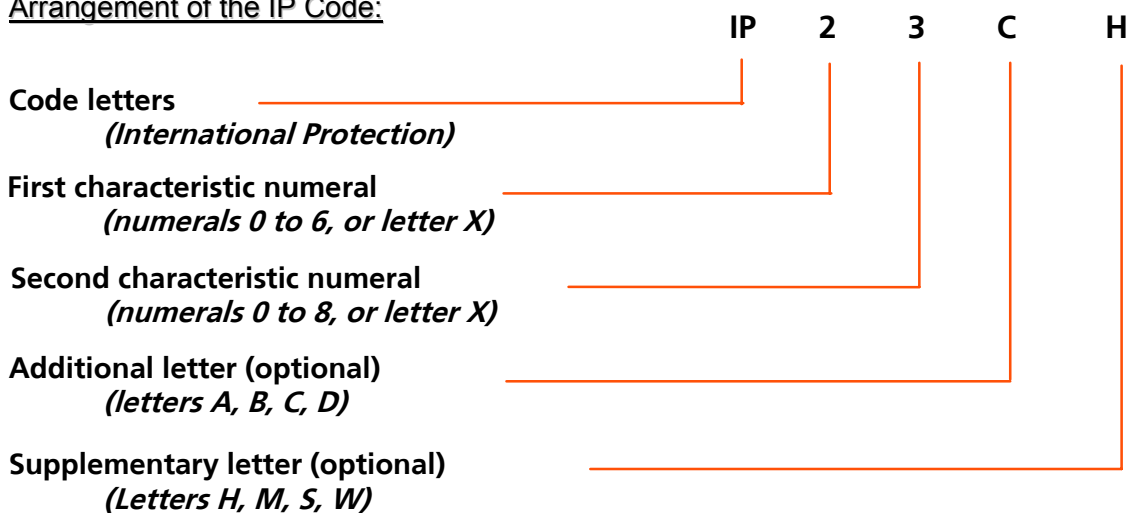 Arrangement of the IP Code:
IP 2 3 C H
Code letters
(International Protection)
First characteristic numeral
(numerals 0 to 6, or letter X)
Second characteristic numeral
(numerals 0 to 8, or letter X)
Additional letter (optional)
(letters A, B, C, D)
Supplementary letter (optional)
(Letters H, M, S, W)